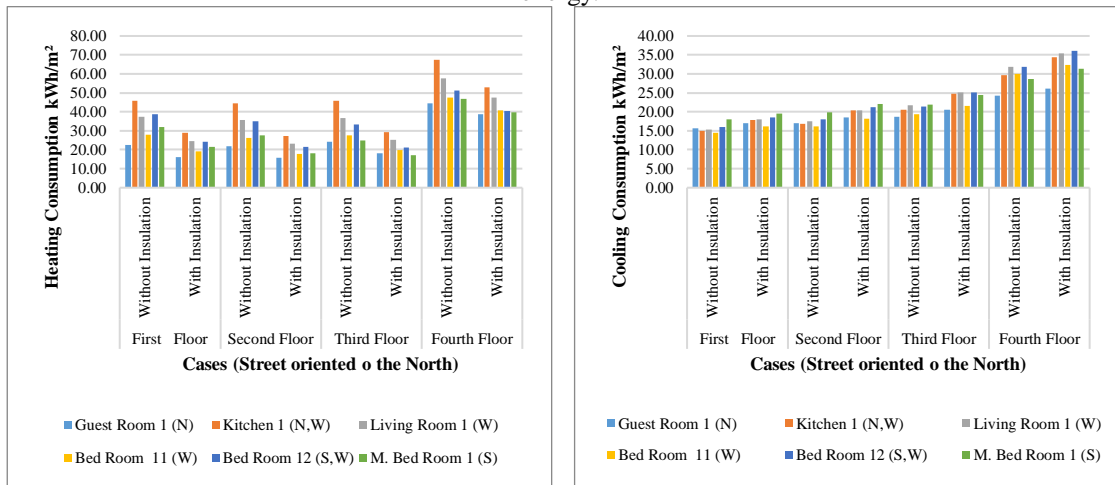 80.00
70.00
60.00
50.00
40.00
30.00
20.00
10.00
0.00
Heating Consumption kWh/m²
Without Insulation
With Insulation
Without Insulation
With Insulation
Without Insulation
With Insulation
Without Insulation
With Insulation
First Floor
Second Floor
Third Floor
Fourth Floor
Cases (Street oriented o the North)
Guest Room 1 (N)
Kitchen 1 (N,W)
Living Room 1 (W)
Bed Room 11 (W)
Bed Room 12 (S,W)
M. Bed Room 1 (S)
40.00
35.00
30.00
25.00
20.00
15.00
10.00
5.00
0.00
Cooling Consumption kWh/m²
Without Insulation
With Insulation
Without Insulation
With Insulation
Without Insulation
With Insulation
Without Insulation
With Insulation
First Floor
Second Floor
Third Floor
Fourth Floor
Cases (Street oriented o the North)
Guest Room 1 (N)
Kitchen 1 (N,W)
Living Room 1 (W)
Bed Room 11 (W)
Bed Room 12 (S,W)
M. Bed Room 1 (S)